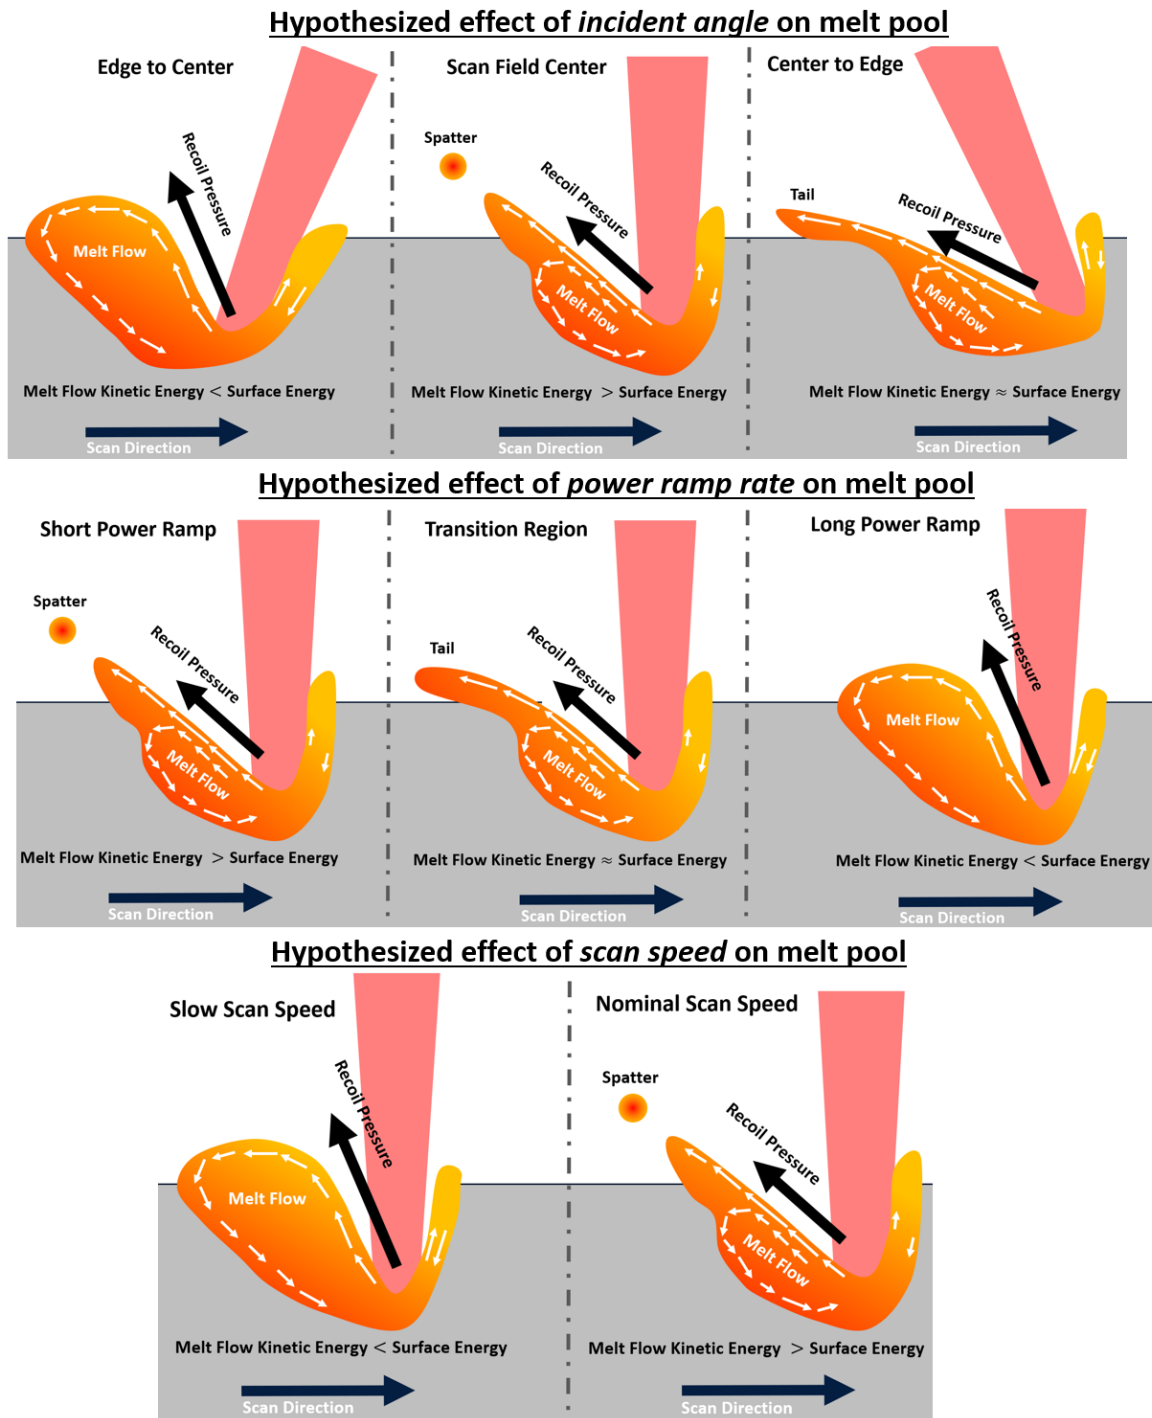 Hypothesized effect of incident angle on melt pool
Edge to Center
Recoil Pressure
Melt Flow
Melt Flow Kinetic Energy < Surface Energy
Scan Direction
Scan Field Center
Spatter
Recoil Pressure
Melt Flow
Melt Flow Kinetic Energy > Surface Energy
Scan Direction
Center to Edge
Tail
Recoil Pressure
Melt Flow
Melt Flow Kinetic Energy ≈ Surface Energy
Scan Direction
Hypothesized effect of power ramp rate on melt pool
Short Power Ramp
Spatter
Recoil Pressure
Melt Flow
Melt Flow Kinetic Energy > Surface Energy
Scan Direction
Transition Region
Tail
Recoil Pressure
Melt Flow
Melt Flow Kinetic Energy ≈ Surface Energy
Scan Direction
Long Power Ramp
Recoil Pressure
Melt Flow
Melt Flow Kinetic Energy < Surface Energy
Scan Direction
Hypothesized effect of scan speed on melt pool
Slow Scan Speed
Recoil Pressure
Melt Flow
Melt Flow Kinetic Energy < Surface Energy
Scan Direction
Nominal Scan Speed
Spatter
Recoil Pressure
Melt Flow
Melt Flow Kinetic Energy > Surface Energy
Scan Direction